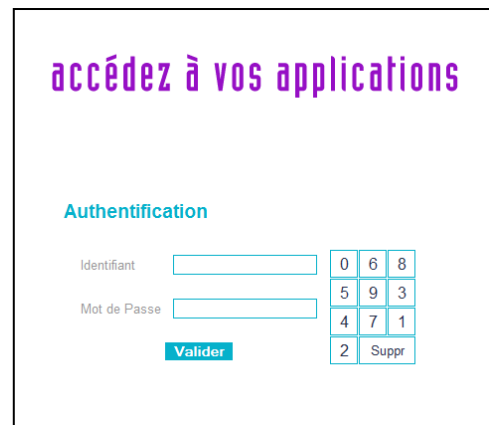 accédez à vos applications
Authentification
Identifiant
0 6 8
5 9 3
Mot de Passe
4 7 1
Valider
2 Suppr